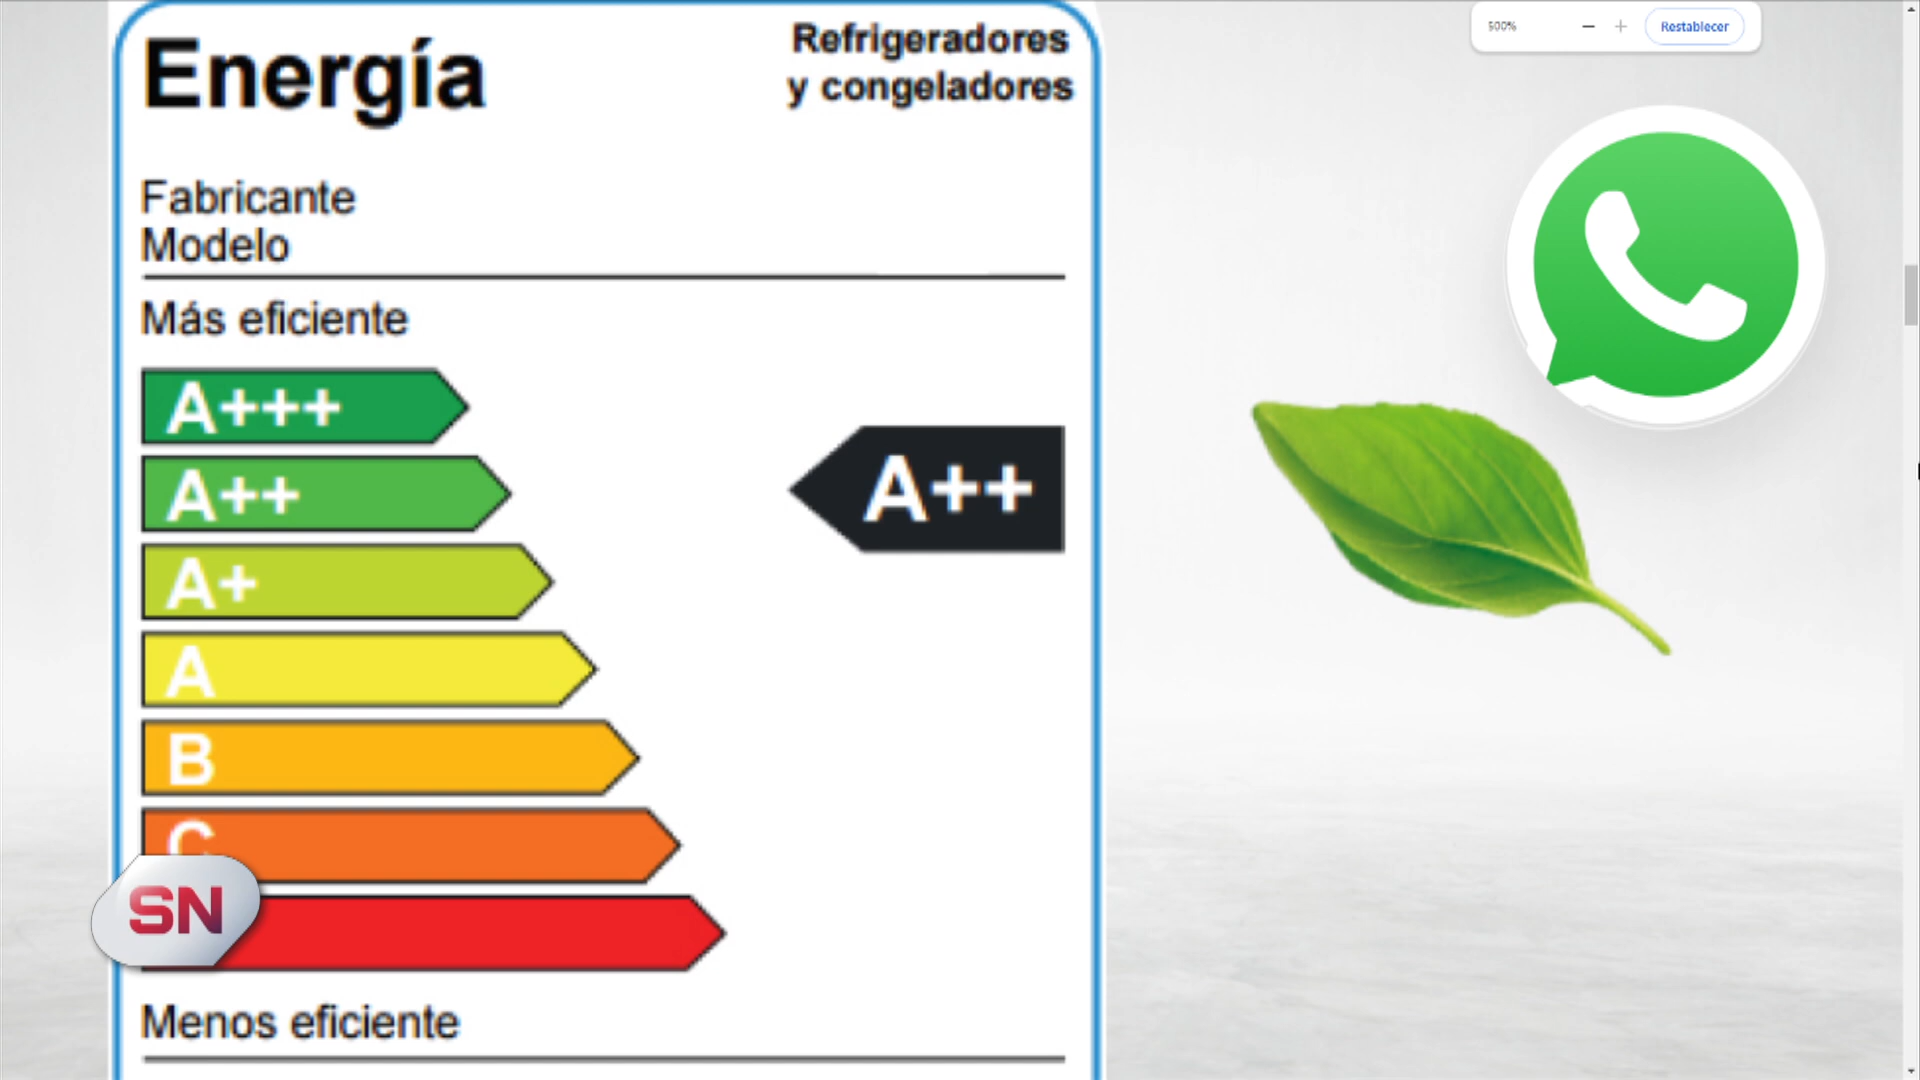 Energía
Refrigeradores
y congeladores
500%
Restablecer
Fabricante
Modelo
Más eficiente
A+++
A++
A++
A+
A
B
C
SN
Menos eficiente